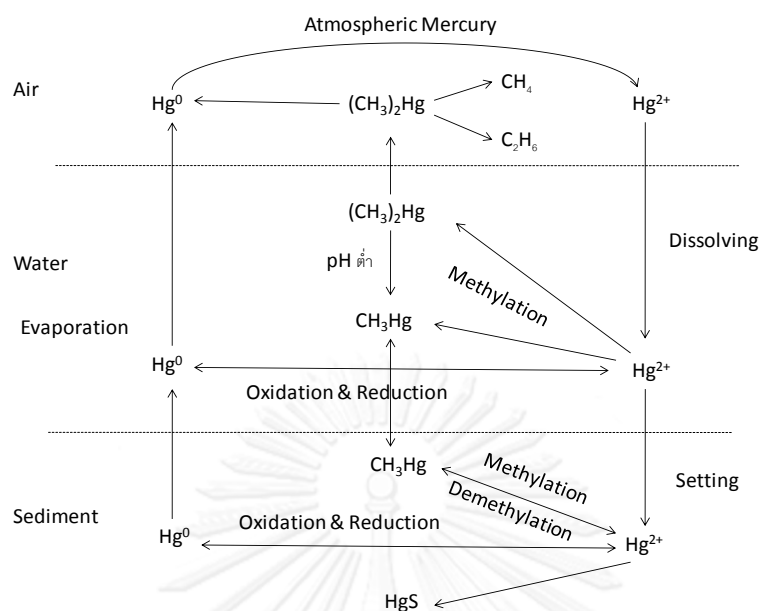 Atmospheric Mercury
Air
Hg⁰
(CH₃)₂Hg
CH₄
C₂H₆
Hg²⁺
(CH₃)₂Hg
Dissolving
Water
pH ต่ำ
Methylation
Evaporation
CH₃Hg
Hg⁰
Hg²⁺
Oxidation & Reduction
CH₃Hg
Methylation
Demethylation
Setting
Sediment
Oxidation & Reduction
Hg⁰
Hg²⁺
HgS